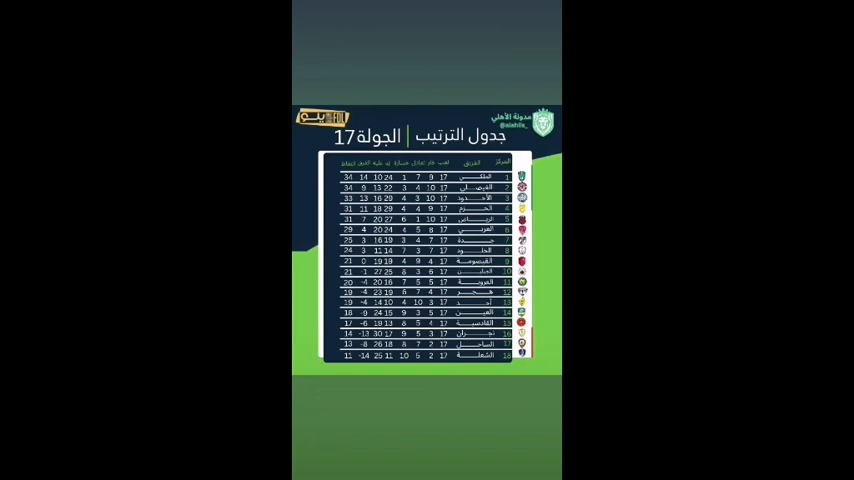 مدونة الأهلي
@alahlis_
جدول الترتيب | الجولة 17
المركز الفريق لعب فاز تعادل خسارة له عليه الفرق النقاط
1 الملكي 17 9 7 1 24 10 14 34
2 الفيصلي 17 10 4 3 22 13 9 34
3 الأخدود 17 10 3 4 29 16 13 33
4 الحزم 17 9 4 4 29 18 11 31
5 الرياض 17 10 1 6 27 20 7 31
6 العربي 17 8 5 4 24 20 4 29
7 جدة 17 7 4 3 19 16 3 25
8 الخلود 17 7 3 7 14 11 3 24
9 القيصومة 17 4 9 4 19 19 0 21
10 الجبلين 17 6 3 8 25 27 -1 21
11 العروبة 17 5 5 7 16 20 -4 20
12 هجر 17 4 7 6 19 23 -4 19
13 أحد 17 3 10 4 10 14 -4 19
14 العين 17 5 3 9 15 24 -9 18
15 القادسية 17 4 5 8 13 19 -6 17
16 نجران 17 3 5 9 17 30 -13 14
17 الساحل 17 2 7 8 18 26 -8 13
18 الشعلة 17 2 5 10 11 25 -14 11